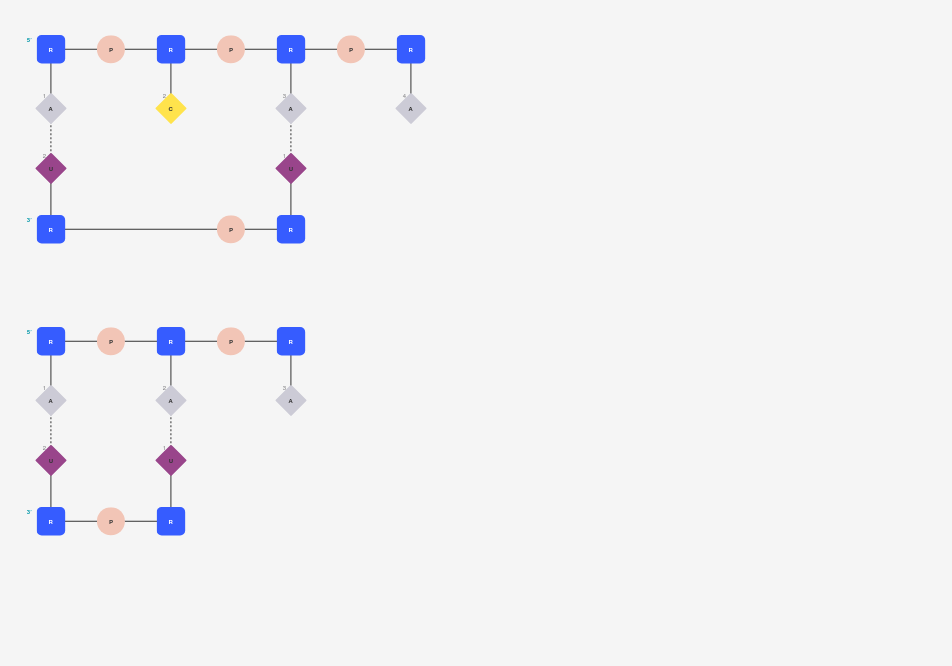 5'
R P R P R P R
1 2 3 4
A C A A
2 1
U U
3'
R P R
5'
R P R P R
1 2 3
A A A
2 1
U U
3'
R P R